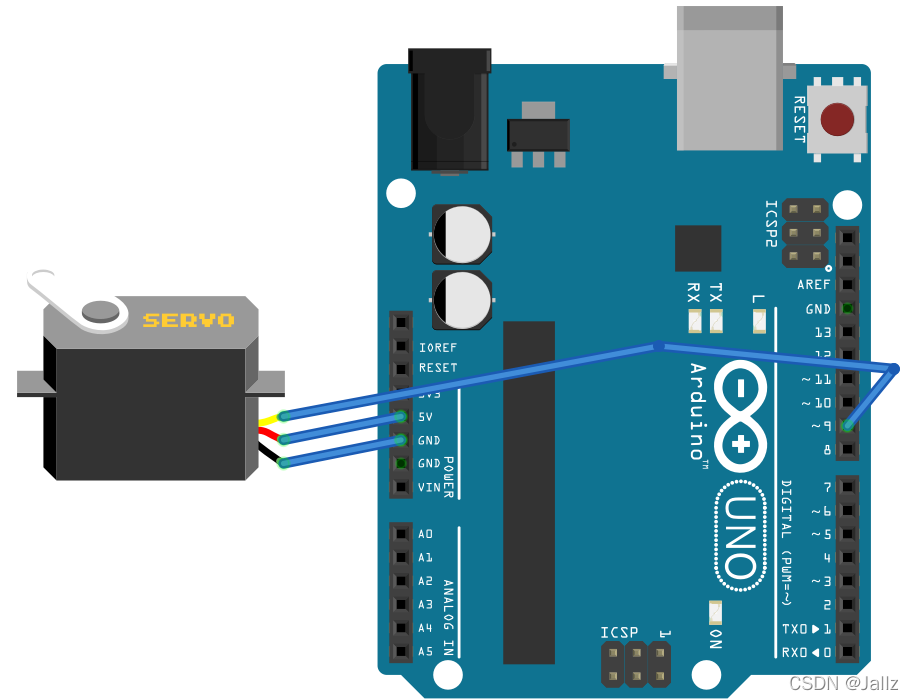 RESET
ICSP2
AREF
GND
13
12
~11
~10
~9
8
RX
TX
L
SERVO
IOREF
RESET
3V3
5V
GND
GND
VIN
POWER
Arduino™
UNO
7
~6
~5
4
~3
2
TXD▶1
RXD◀0
DIGITAL (PWM=~)
A0
A1
A2
A3
A4
A5
ANALOG IN
ICSP
1
ON
CSDN @Jallz